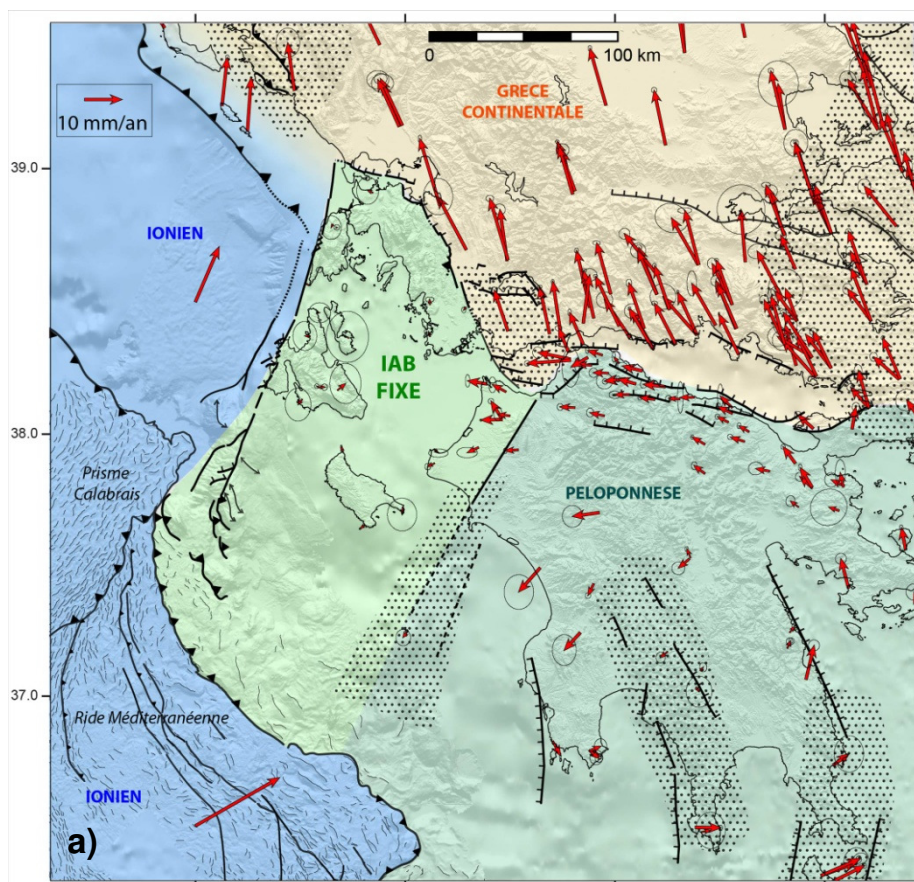 0 100 km
10 mm/an
GRECE
CONTINENTALE
39.0
IONIEN
IAB
FIXE
38.0
Prisme
Calabrais
PELOPONNESE
37.0
Ride Méditerranéenne
IONIEN
a)